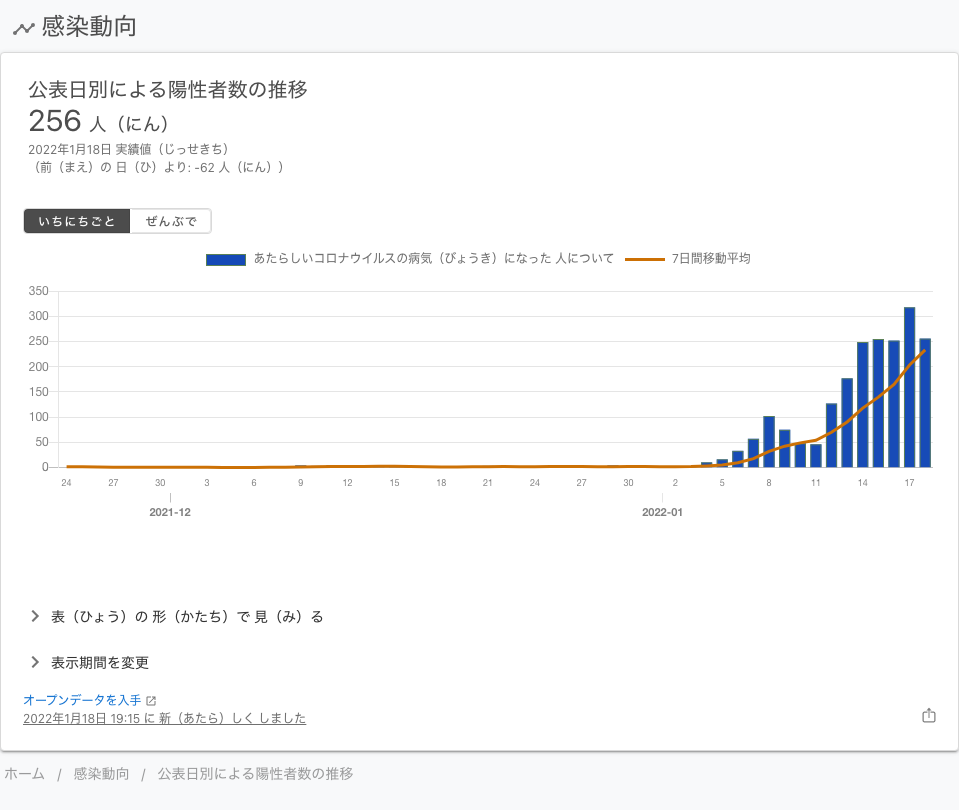 感染動向
公表日別による陽性者数の推移
256 人（にん）
2022年1月18日 実績値（じっせきち）
（前（まえ）の 日（ひ）より: -62 人（にん））
いちにちごと ぜんぶで
あたらしいコロナウイルスの病気（びょうき）になった 人について 7日間移動平均
350
300
250
200
150
100
50
0
24 27 30 3 6 9 12 15 18 21 24 27 30 2 5 8 11 14 17
2021-12 2022-01
表（ひょう）の 形（かたち）で 見（み）る
表示期間を変更
オープンデータを入手
2022年1月18日 19:15 に 新（あたら）しく しました
ホーム / 感染動向 / 公表日別による陽性者数の推移